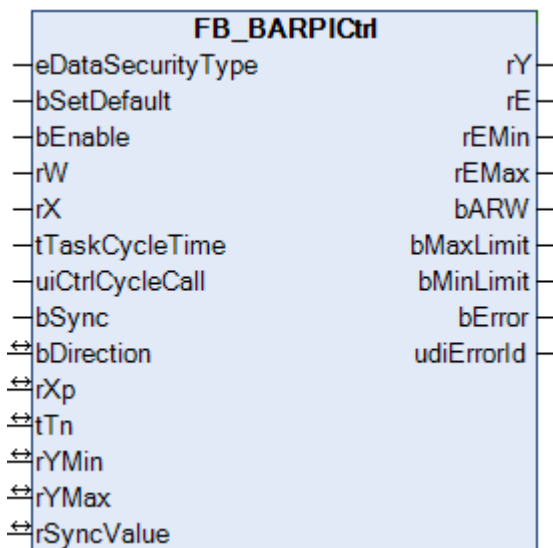 FB_BARPICtrl
eDataSecurityType rY
bSetDefault rE
bEnable rEMin
rW rEMax
rX bARW
tTaskCycleTime bMaxLimit
uiCtrlCycleCall bMinLimit
bSync bError
bDirection udiErrorId
rXp
tTn
rYMin
rYMax
rSyncValue